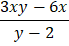 3xy − 6x
y − 2